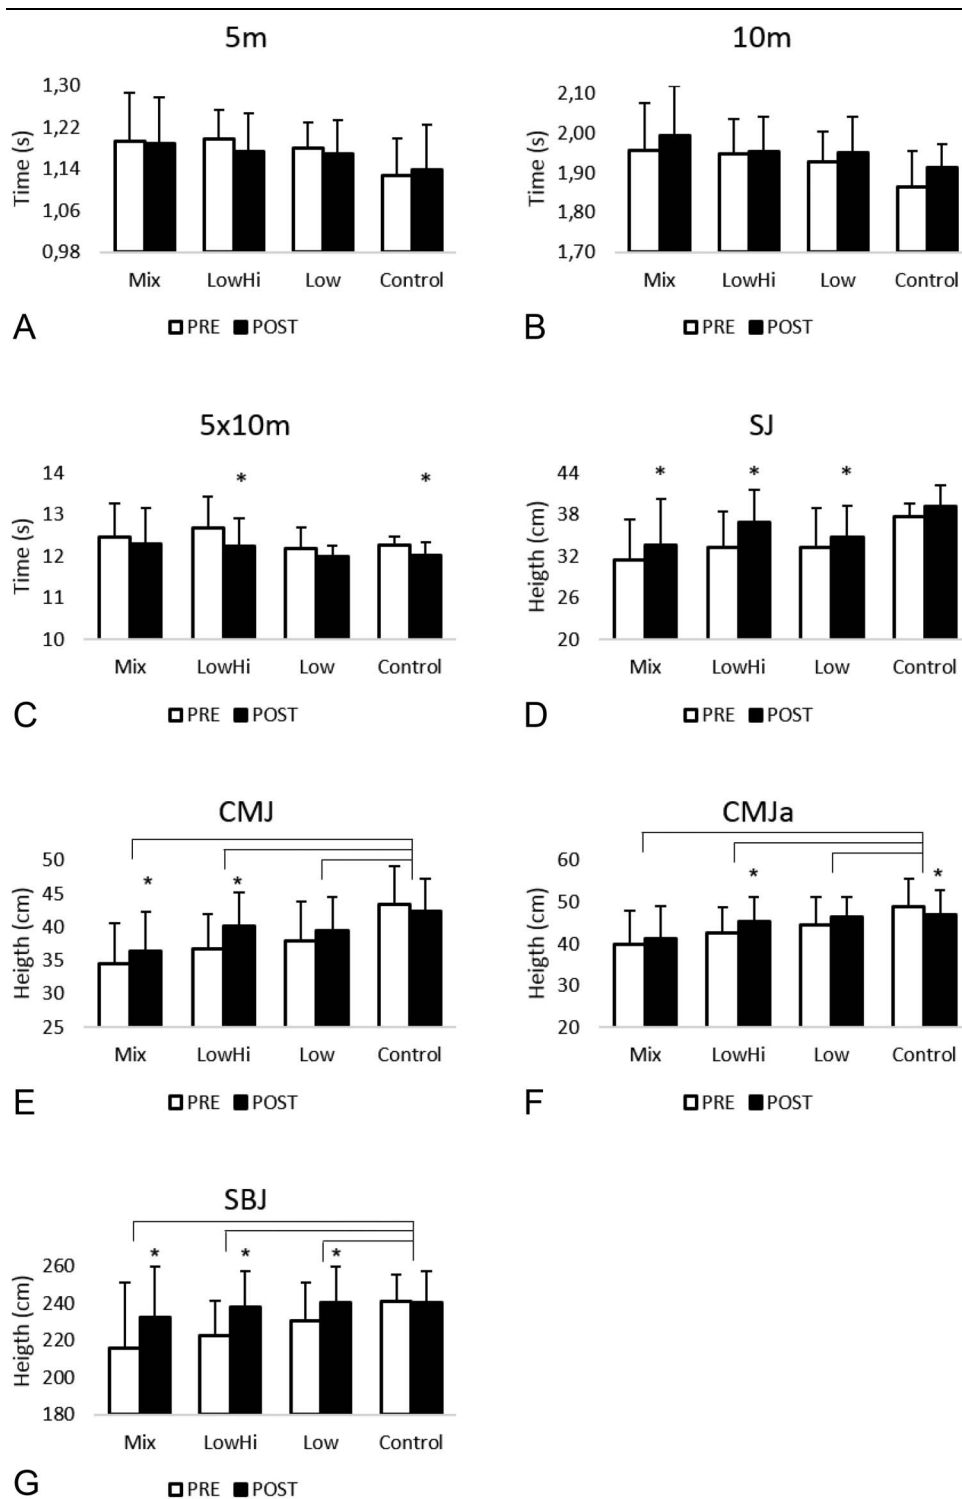 5m
1,30
1,22
1,14
1,06
0,98
Time (s)
Mix LowHi Low Control
PRE POST
A
10m
2,10
2,00
1,90
1,80
1,70
Time (s)
Mix LowHi Low Control
PRE POST
B
5x10m
14
13
12
11
10
Time (s)
* *
Mix LowHi Low Control
PRE POST
C
SJ
44
38
32
26
20
Heigth (cm)
* * *
Mix LowHi Low Control
PRE POST
D
CMJ
50
45
40
35
30
25
Heigth (cm)
* *
Mix LowHi Low Control
PRE POST
E
CMJa
60
50
40
30
20
Heigth (cm)
* *
Mix LowHi Low Control
PRE POST
F
SBJ
260
240
220
200
180
Heigth (cm)
* * *
Mix LowHi Low Control
PRE POST
G